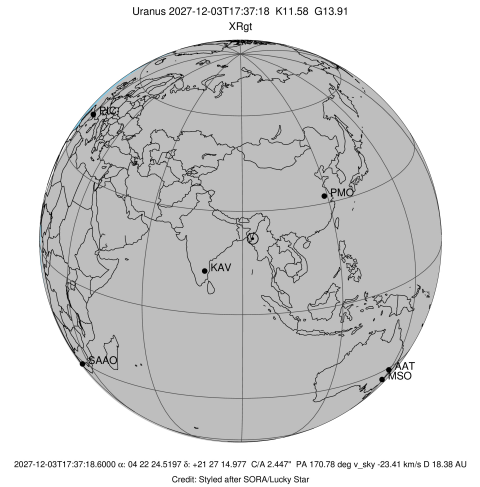 Uranus 2027-12-03T17:37:18 K11.58 G13.91
XRgt
PIC
PMO
KAV
SAAO
AAT
MSO
2027-12-03T17:37:18.6000 α: 04 22 24.5197 δ: +21 27 14.977 C/A 2.447" PA 170.78 deg v_sky -23.41 km/s D 18.38 AU
Credit: Styled after SORA/Lucky Star